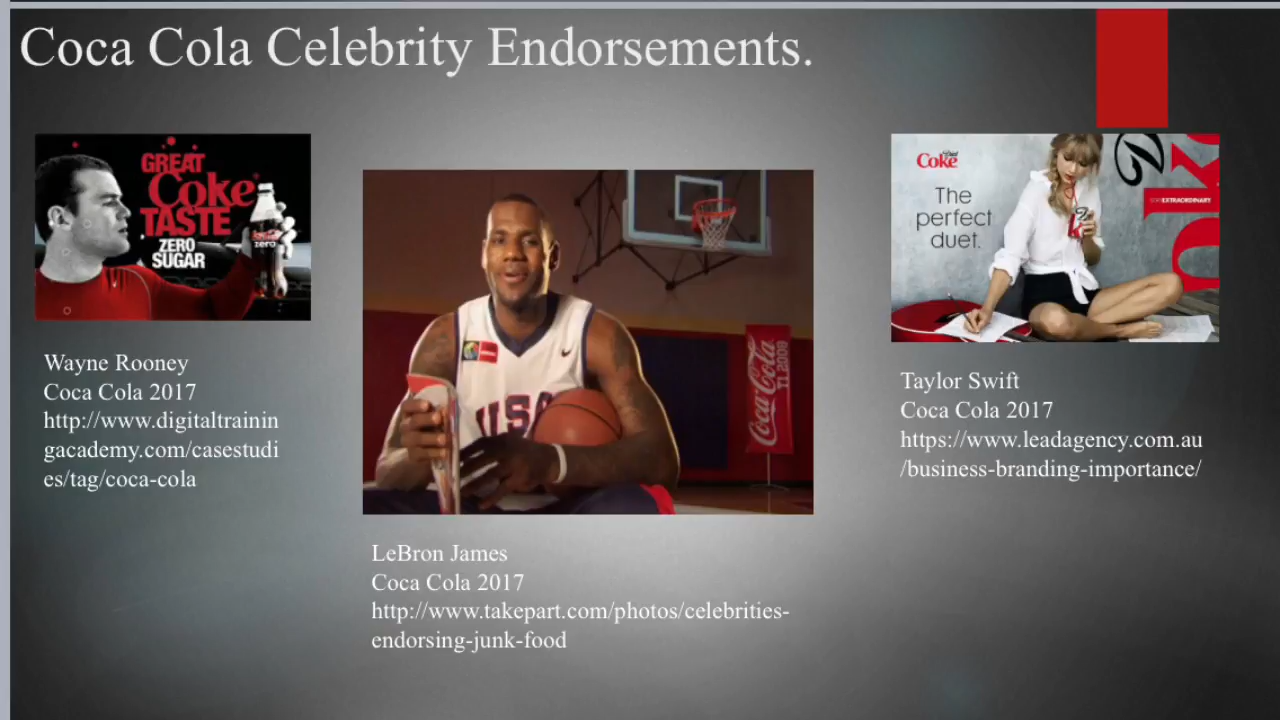 Coca Cola Celebrity Endorsements.
GREAT
Coke
TASTE
ZERO
SUGAR
zero
Wayne Rooney
Coca Cola 2017
http://www.digitaltrainin
gacademy.com/casestudi
es/tag/coca-cola
USA
Coca-Cola
LeBron James
Coca Cola 2017
http://www.takepart.com/photos/celebrities-
endorsing-junk-food
Diet
Coke
The
perfect
duet.
EXTRAORDINARY
Taylor Swift
Coca Cola 2017
https://www.leadagency.com.au
/business-branding-importance/